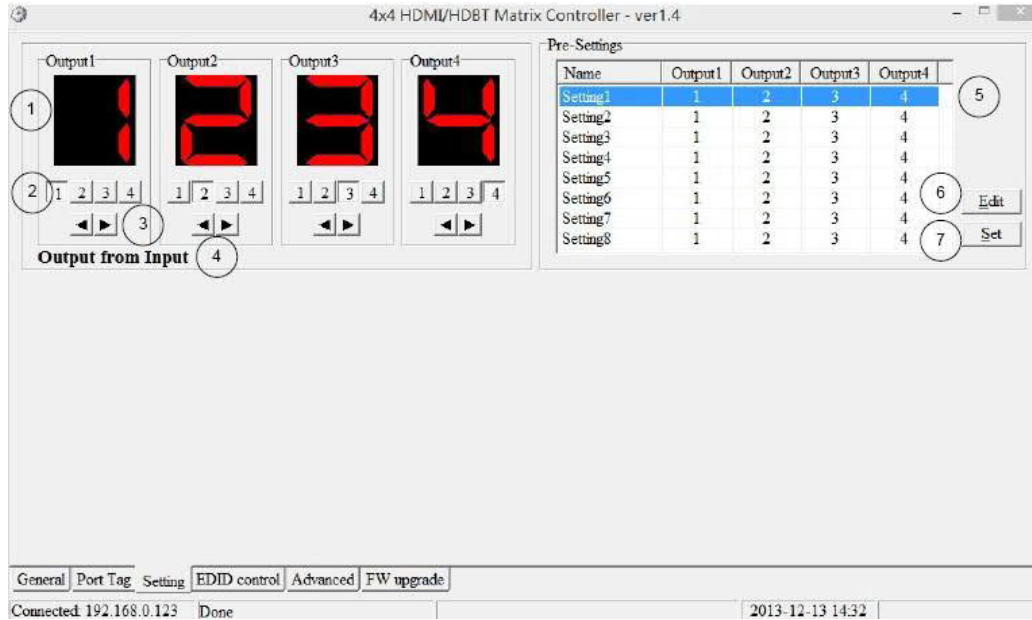 4x4 HDMI/HDBT Matrix Controller - ver1.4
Output1 Output2 Output3 Output4
1 2 3 4
1
2
1 2 3 4 1 2 3 4 1 2 3 4 1 2 3 4
3
Output from Input 4
Pre-Settings
Name Output1 Output2 Output3 Output4
Setting1 1 2 3 4
Setting2 1 2 3 4
Setting3 1 2 3 4
Setting4 1 2 3 4
Setting5 1 2 3 4
Setting6 1 2 3 4
Setting7 1 2 3 4
Setting8 1 2 3 4
5
6 Edit
7 Set
General Port Tag Setting EDID control Advanced FW upgrade
Connected: 192.168.0.123 Done 2013-12-13 14:32